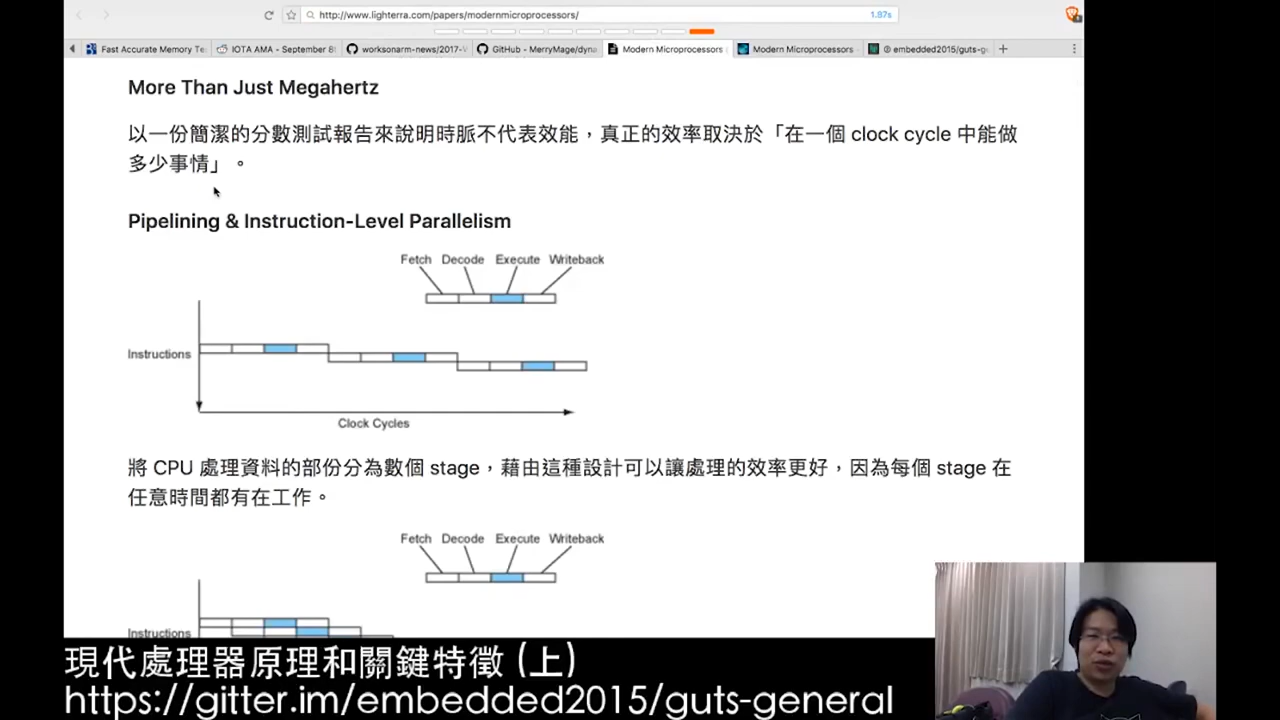 http://www.lighterra.com/papers/modernmicroprocessors/
1.87s
Fast Accurate Memory Te
IOTA AMA - September 8
worksonarm-news/2017-
GitHub - MerryMage/dyna
Modern Microprocessors
Modern Microprocessors
@ embedded2015/guts-g
More Than Just Megahertz
以一份簡潔的分數測試報告來說明時脈不代表效能，真正的效率取決於「在一個 clock cycle 中能做
多少事情」。
Pipelining & Instruction-Level Parallelism
Fetch Decode Execute Writeback
Instructions
Clock Cycles
將 CPU 處理資料的部份分為數個 stage，藉由這種設計可以讓處理的效率更好，因為每個 stage 在
任意時間都有在工作。
Fetch Decode Execute Writeback
Instructions
現代處理器原理和關鍵特徵 (上)
https://gitter.im/embedded2015/guts-general